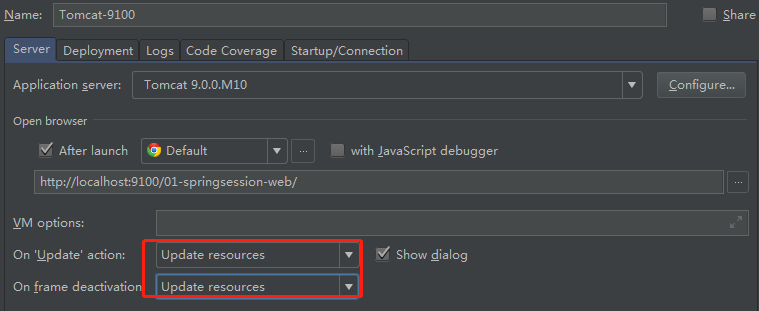 Name: Tomcat-9100 Share
Server Deployment Logs Code Coverage Startup/Connection
Application server: Tomcat 9.0.0.M10 Configure...
Open browser
After launch Default ... with JavaScript debugger
http://localhost:9100/01-springsession-web/ ...
VM options:
On 'Update' action: Update resources Show dialog
On frame deactivation Update resources